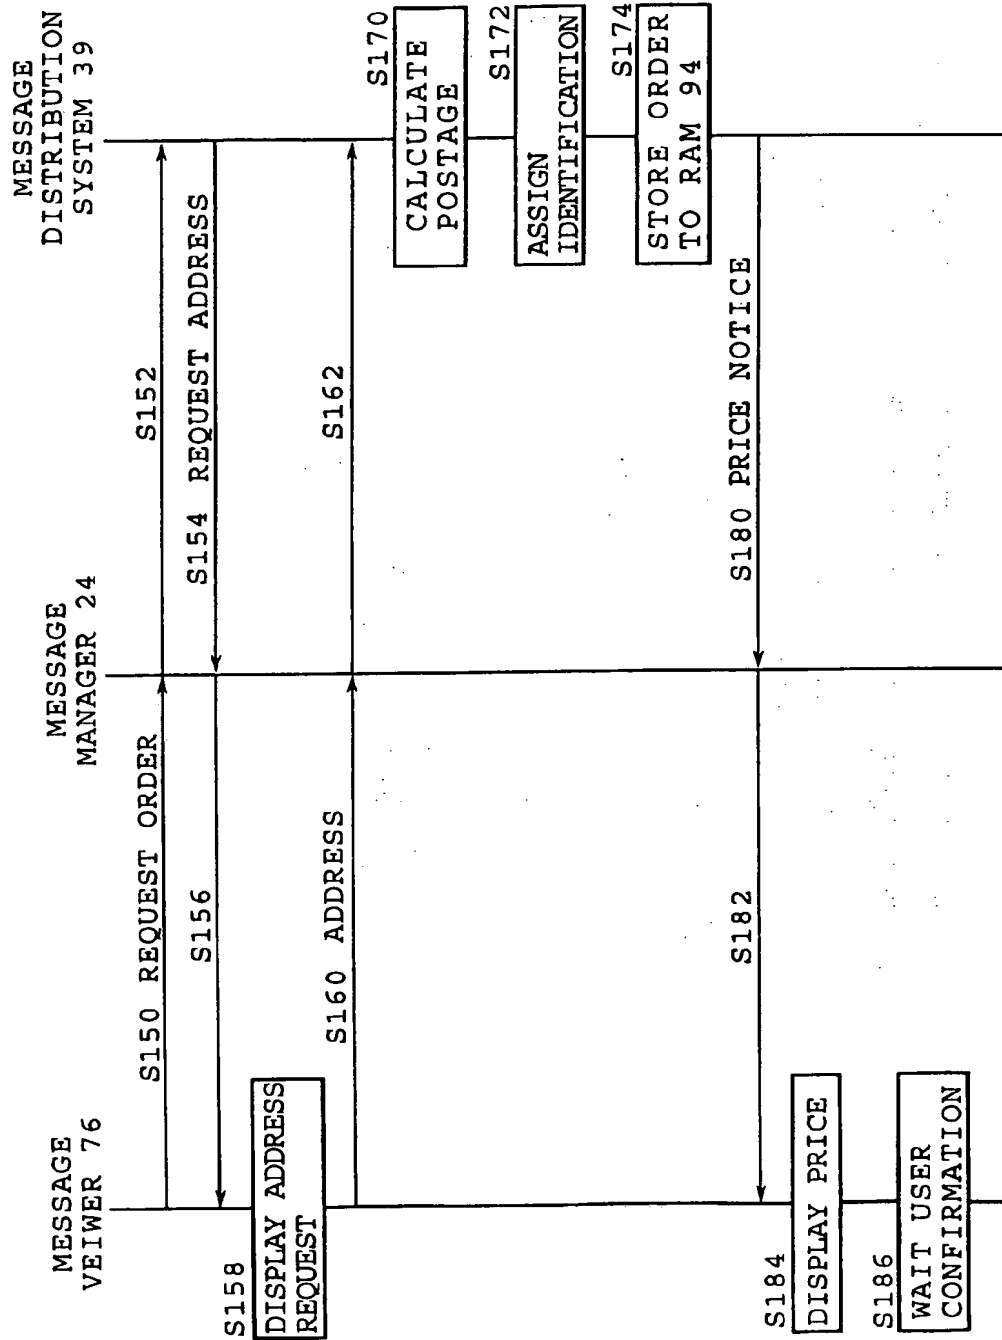 MESSAGE
VEIWER 76
MESSAGE
MANAGER 24
MESSAGE
DISTRIBUTION
SYSTEM 39
S150 REQUEST ORDER
S152
S154 REQUEST ADDRESS
S156
S158
DISPLAY ADDRESS
REQUEST
S160 ADDRESS
S162
S170
CALCULATE
POSTAGE
S172
ASSIGN
IDENTIFICATION
S174
STORE ORDER
TO RAM 94
S180 PRICE NOTICE
S182
S184
DISPLAY PRICE
S186
WAIT USER
CONFIRMATION